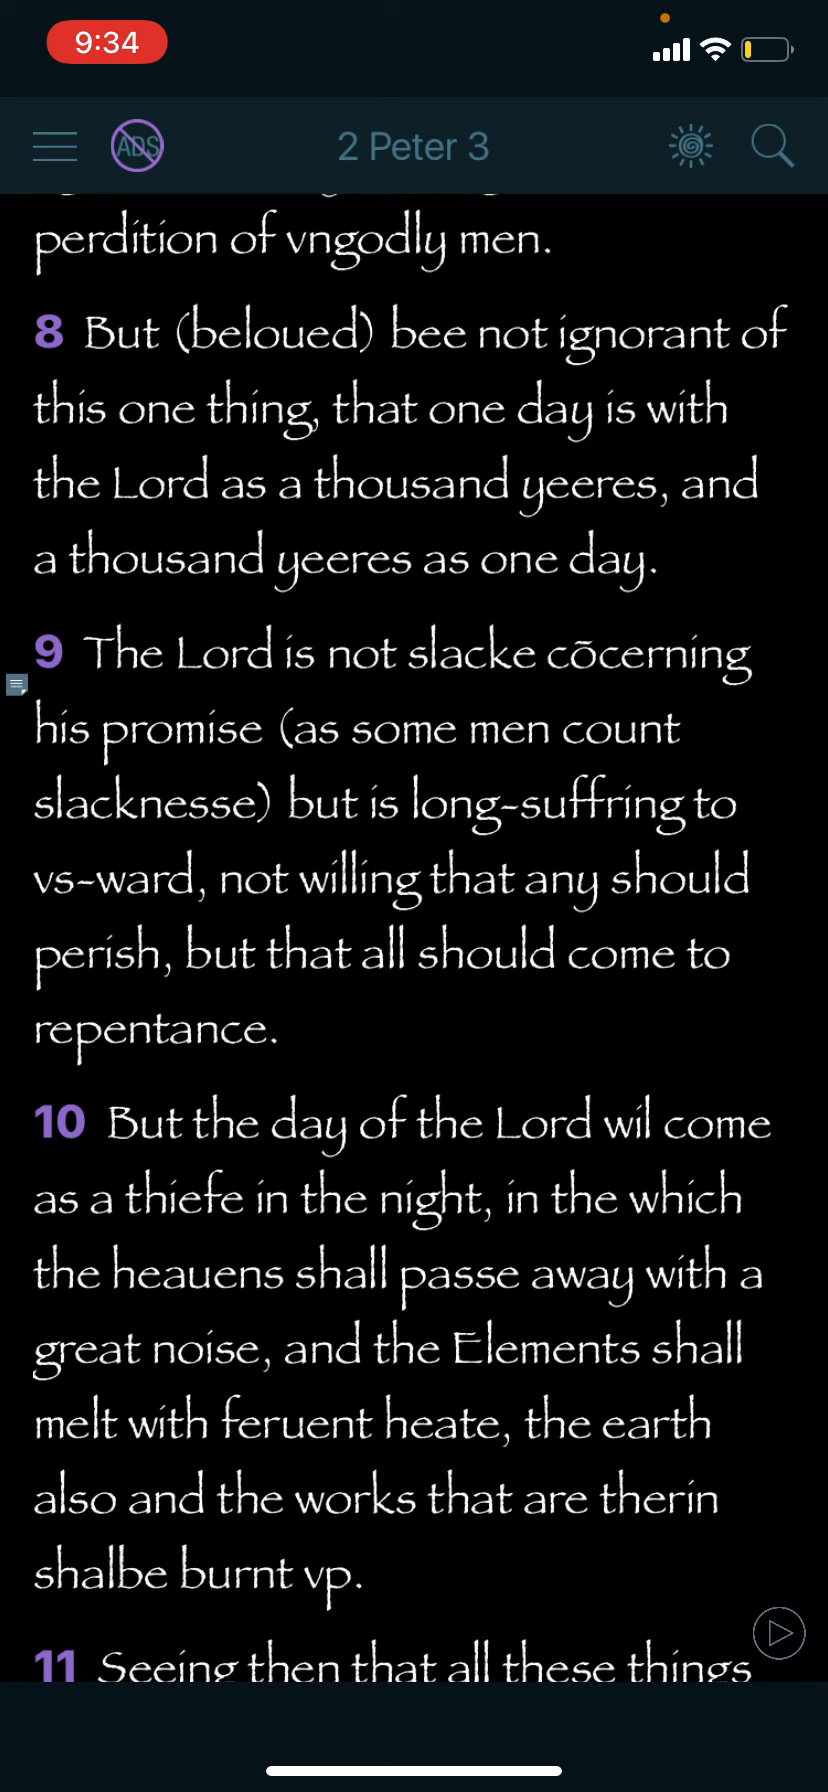 9:34
ADS
2 Peter 3
perdition of vngodly men.
8 But (beloued) bee not ignorant of
this one thing, that one day is with
the Lord as a thousand yeeres, and
a thousand yeeres as one day.
9 The Lord is not slacke cōcerning
his promise (as some men count
slacknesse) but is long-suffring to
vs-ward, not willing that any should
perish, but that all should come to
repentance.
10 But the day of the Lord wil come
as a thiefe in the night, in the which
the heauens shall passe away with a
great noise, and the Elements shall
melt with feruent heate, the earth
also and the works that are therin
shalbe burnt vp.
11 Seeing then that all these things